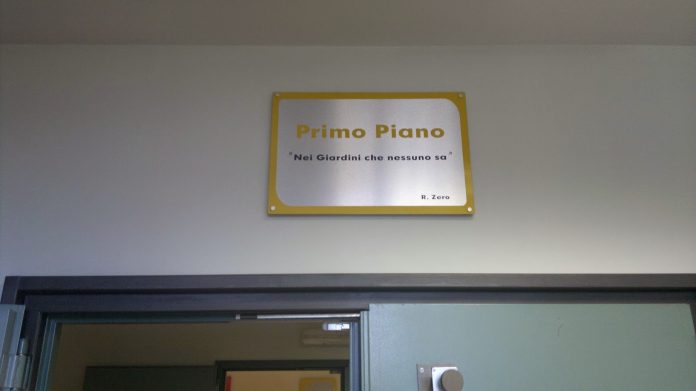 Primo Piano
"Nei Giardini che nessuno sa"
R. Zero